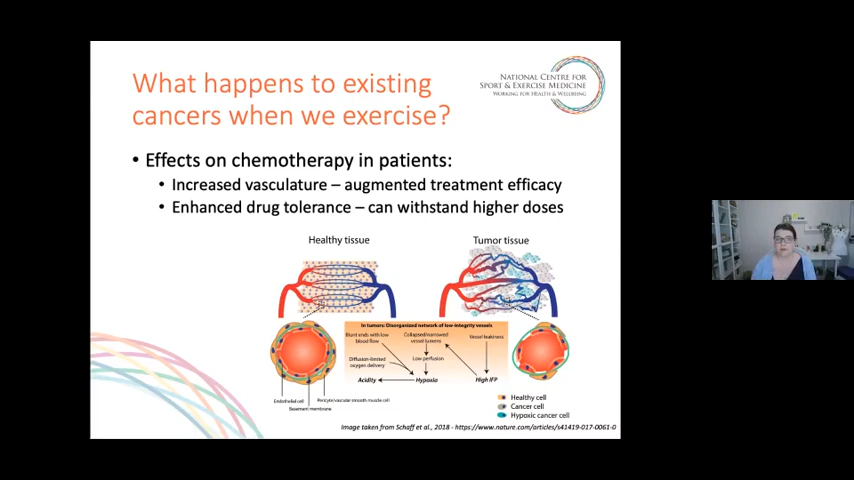 What happens to existing
cancers when we exercise?
NATIONAL CENTRE FOR
SPORT & EXERCISE MEDICINE
WORKING FOR HEALTH & WELLBEING
• Effects on chemotherapy in patients:
• Increased vasculature – augmented treatment efficacy
• Enhanced drug tolerance – can withstand higher doses
Healthy tissue
Tumor tissue
In tumors: Disorganized network of low-integrity vessels
Blunt ends with low
blood flow
Collapsed/narrowed
vessel lumens
Vessel leakiness
Diffusion-limited
oxygen delivery
Low perfusion
Acidity
Hypoxia
High IFP
Endothelial cell
Basement membrane
Pericyte/vascular smooth muscle cell
Healthy cell
Cancer cell
Hypoxic cancer cell
Image taken from Schaff et al., 2018 - https://www.nature.com/articles/s41419-017-0061-0